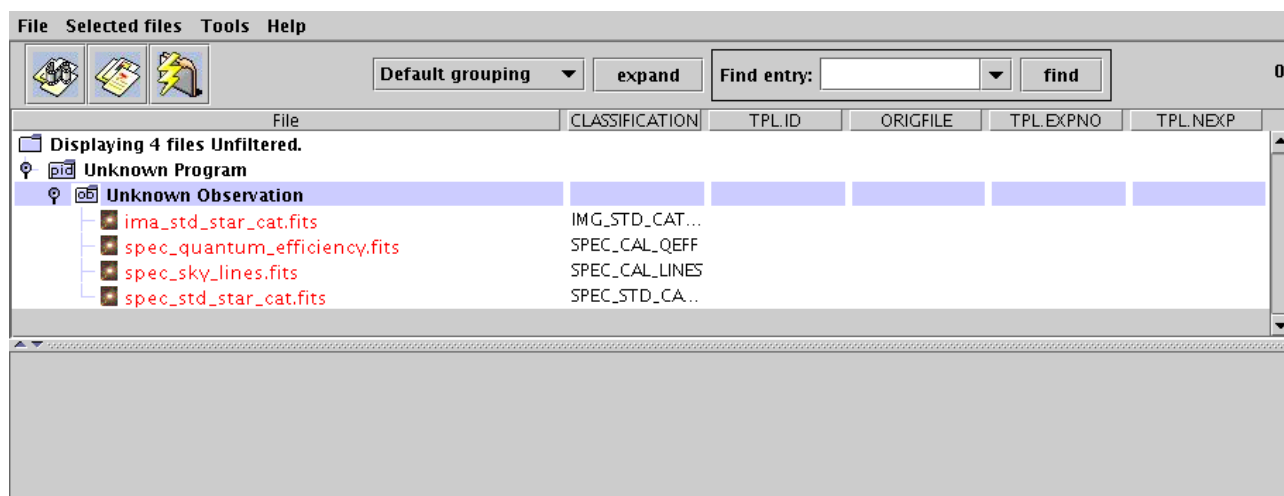 File Selected files Tools Help
Default grouping expand Find entry: find 0
File CLASSIFICATION TPL.ID ORIGFILE TPL.EXPNO TPL.NEXP
Displaying 4 files Unfiltered.
pid Unknown Program
ob Unknown Observation
ima_std_star_cat.fits IMG_STD_CAT...
spec_quantum_efficiency.fits SPEC_CAL_QEFF
spec_sky_lines.fits SPEC_CAL_LINES
spec_std_star_cat.fits SPEC_STD_CA...